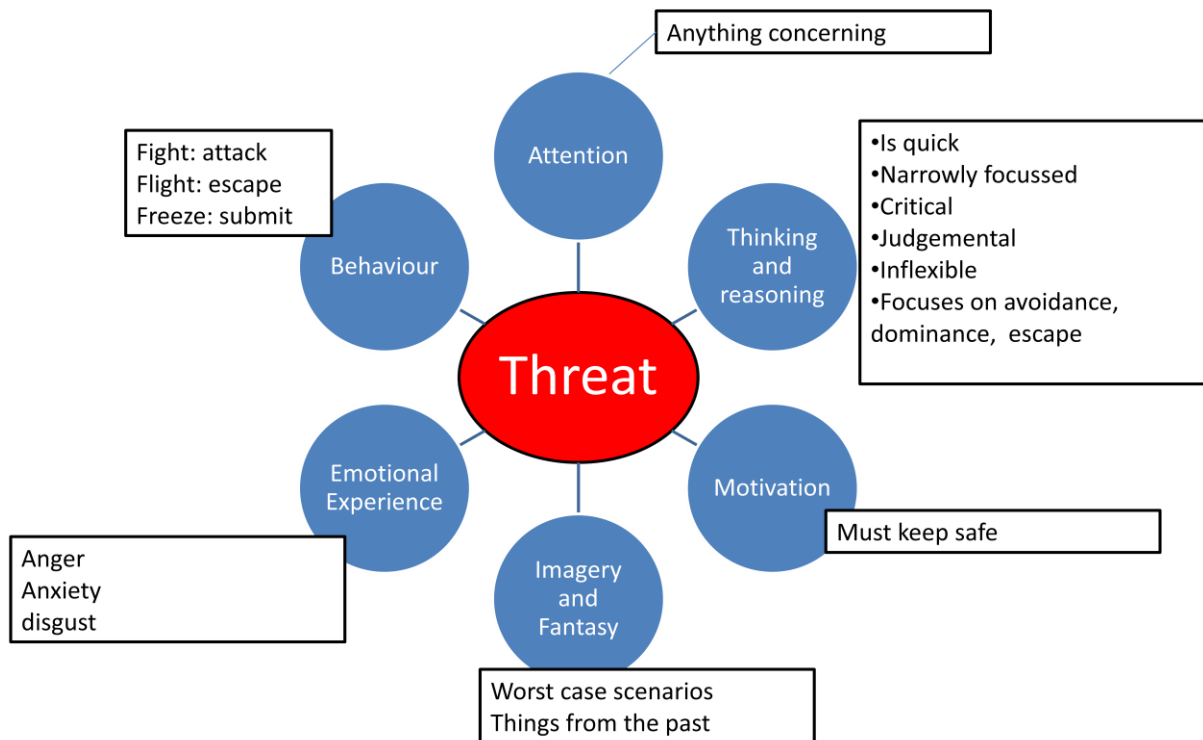 Anything concerning
Attention
Fight: attack
Flight: escape
Freeze: submit
Behaviour
•Is quick
•Narrowly focussed
•Critical
•Judgemental
•Inflexible
•Focuses on avoidance,
dominance,  escape
Thinking
and
reasoning
Threat
Emotional
Experience
Anger
Anxiety
disgust
Motivation
Must keep safe
Imagery
and
Fantasy
Worst case scenarios
Things from the past